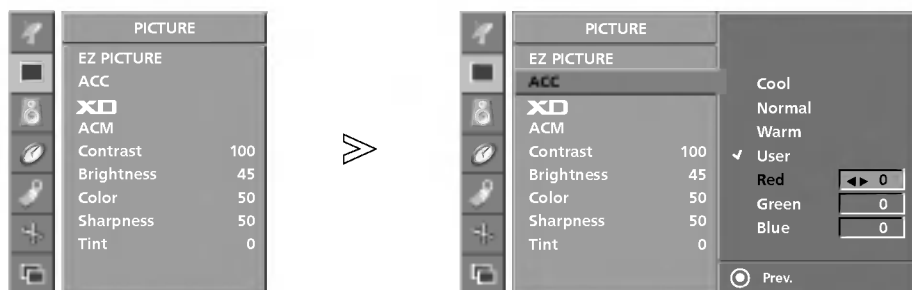 PICTURE
EZ PICTURE
ACC
XD
ACM
Contrast 100
Brightness 45
Color 50
Sharpness 50
Tint 0
PICTURE
EZ PICTURE
ACC
XD
ACM
Contrast 100
Brightness 45
Color 50
Sharpness 50
Tint 0
Cool
Normal
Warm
User
Red 0
Green 0
Blue 0
Prev.